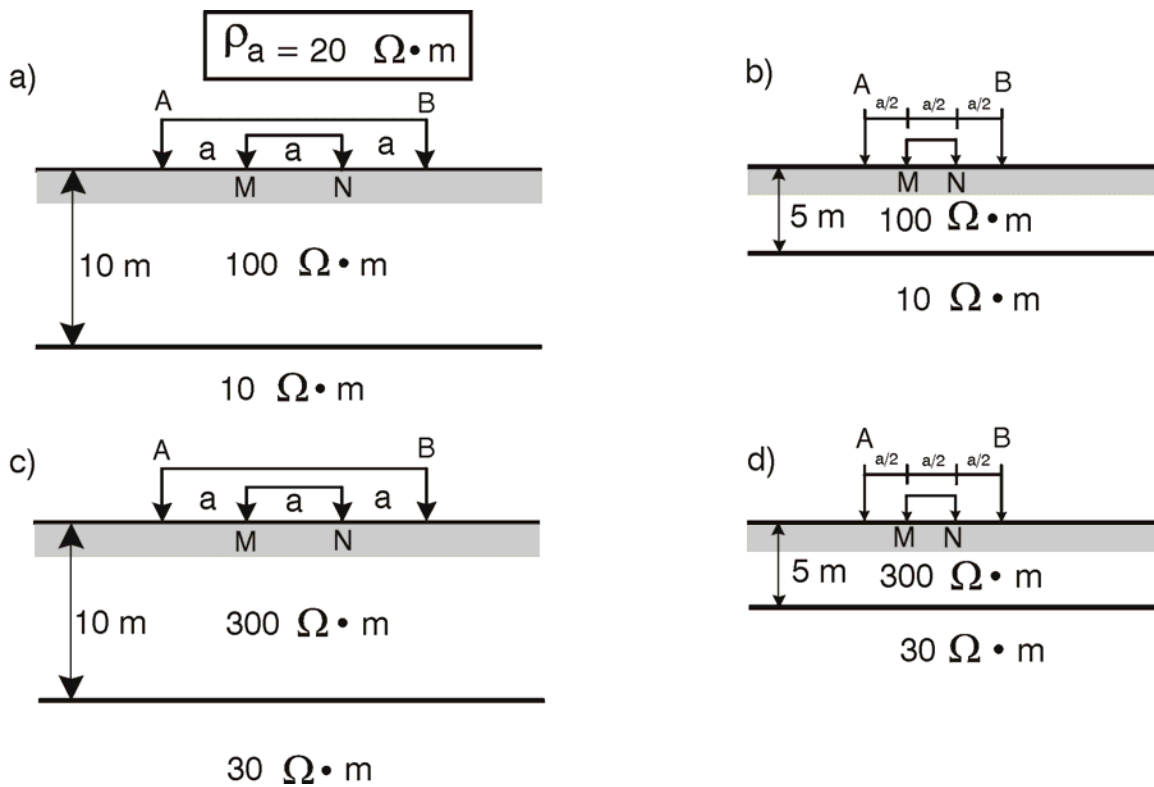 ρa = 20 Ω•m
a)
A B
a a a
M N
10 m 100 Ω•m
10 Ω•m
b)
A B
a/2 a/2 a/2
M N
5 m 100 Ω•m
10 Ω•m
c)
A B
a a a
M N
10 m 300 Ω•m
30 Ω•m
d)
A B
a/2 a/2 a/2
M N
5 m 300 Ω•m
30 Ω•m